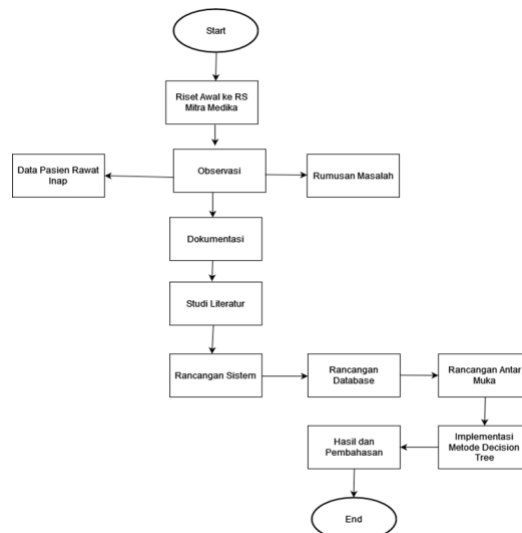 Start
Riset Awal ke RS
Mitra Medika
Data Pasien Rawat
Inap
Observasi
Rumusan Masalah
Dokumentasi
Studi Literatur
Rancangan Sistem
Rancangan
Database
Rancangan Antar
Muka
Hasil dan
Pembahasan
Implementasi
Metode Decision
Tree
End